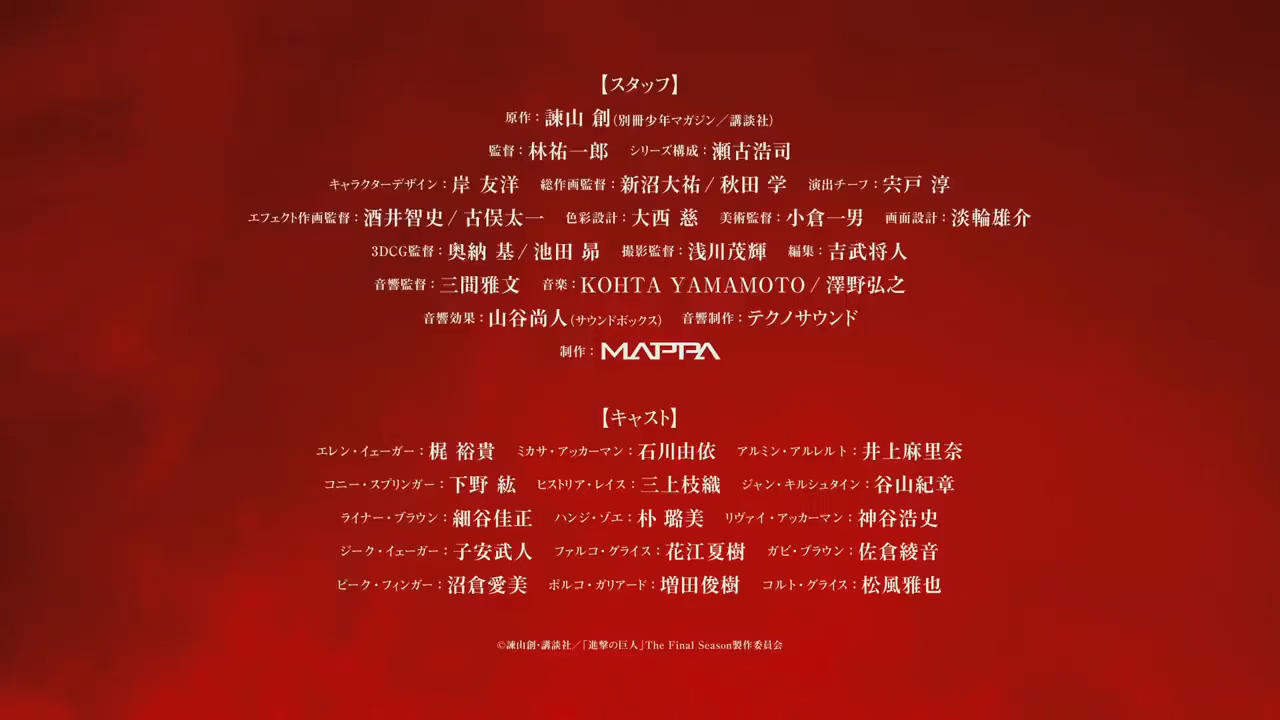 【スタッフ】
原作：諫山 創（別冊少年マガジン／講談社）
監督：林祐一郎　シリーズ構成：瀬古浩司
キャラクターデザイン：岸 友洋　総作画監督：新沼大祐 / 秋田 学　演出チーフ：宍戸 淳
エフェクト作画監督：酒井智史 / 古俣太一　色彩設計：大西 慈　美術監督：小倉一男　画面設計：淡輪雄介
3DCG監督：奥納 基 / 池田 昴　撮影監督：浅川茂輝　編集：吉武将人
音響監督：三間雅文　音楽：KOHTA YAMAMOTO / 澤野弘之
音響効果：山谷尚人（サウンドボックス）　音響制作：テクノサウンド
制作：MAPPA
【キャスト】
エレン・イェーガー：梶 裕貴　ミカサ・アッカーマン：石川由依　アルミン・アルレルト：井上麻里奈
コニー・スプリンガー：下野 紘　ヒストリア・レイス：三上枝織　ジャン・キルシュタイン：谷山紀章
ライナー・ブラウン：細谷佳正　ハンジ・ゾエ：朴 璐美　リヴァイ・アッカーマン：神谷浩史
ジーク・イェーガー：子安武人　ファルコ・グライス：花江夏樹　ガビ・ブラウン：佐倉綾音
ピーク・フィンガー：沼倉愛美　ポルコ・ガリアード：増田俊樹　コルト・グライス：松風雅也
©諫山創・講談社／「進撃の巨人」The Final Season製作委員会